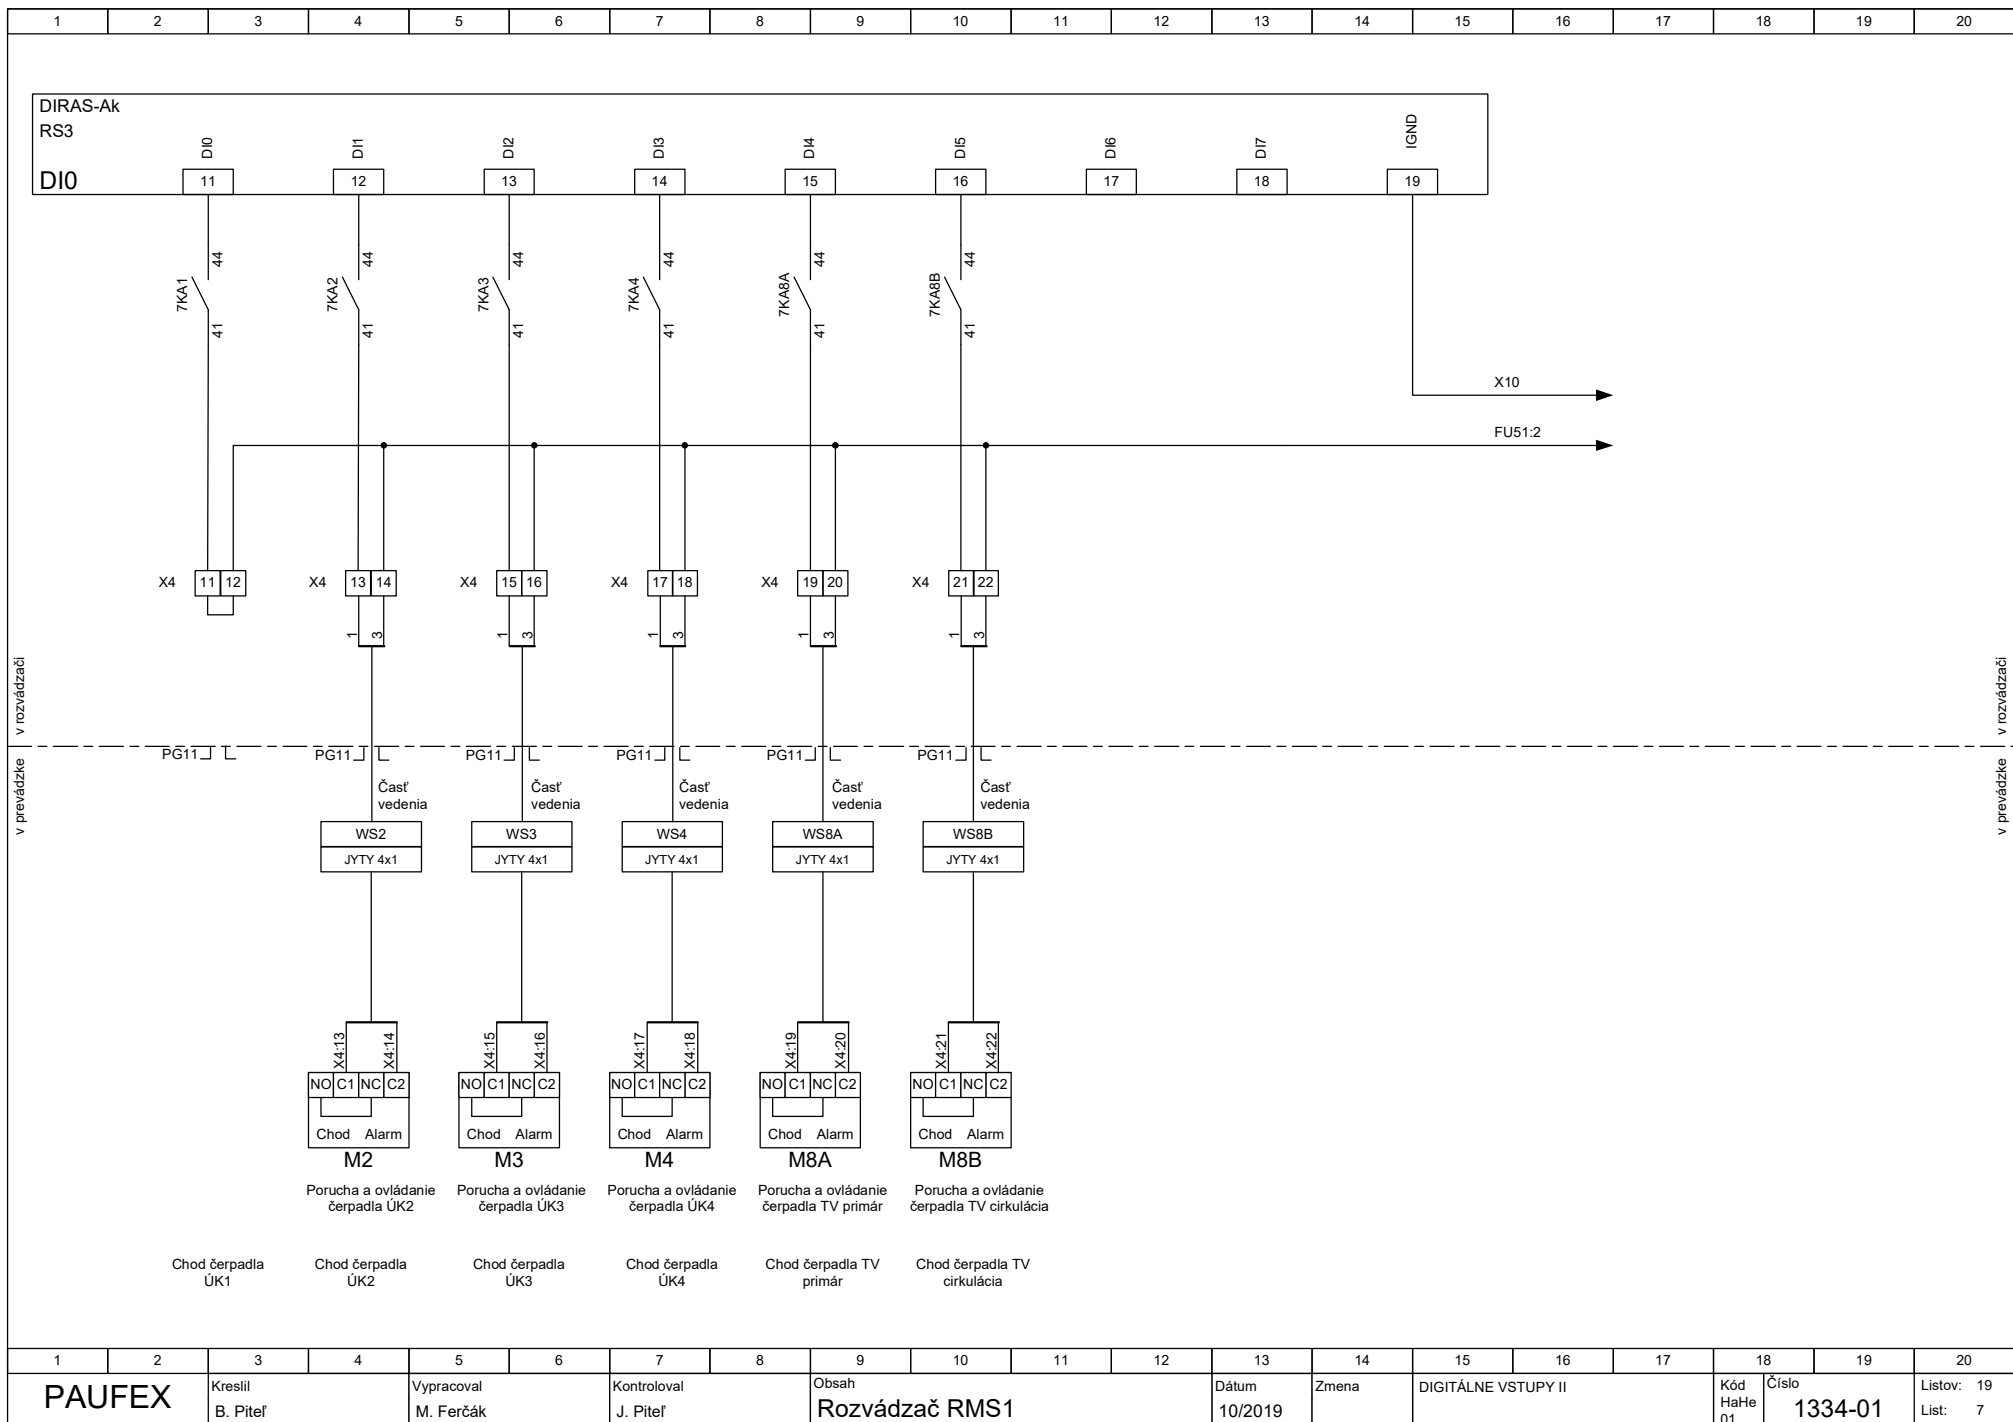 1 2 3 4 5 6 7 8 9 10 11 12 13 14 15 16 17 18 19 20
DIRAS-Ak
RS3
DI0 DI1 DI2 DI3 DI4 DI5 DI6 DI7 IGND
DI0 11 12 13 14 15 16 17 18 19
44 44 44 44 44 44
7KA1 7KA2 7KA3 7KA4 7KA8A 7KA8B
41 41 41 41 41 41
X10
FU51:2
X4 11 12 X4 13 14 X4 15 16 X4 17 18 X4 19 20 X4 21 22
1 3 1 3 1 3 1 3 1 3
v rozvádzači v rozvádzači
PG11 PG11 PG11 PG11 PG11 PG11
v prevádzke v prevádzke
Časť Časť Časť Časť Časť
vedenia vedenia vedenia vedenia vedenia
WS2 WS3 WS4 WS8A WS8B
JYTY 4x1 JYTY 4x1 JYTY 4x1 JYTY 4x1 JYTY 4x1
X4:13 X4:14 X4:15 X4:16 X4:17 X4:18 X4:19 X4:20 X4:21 X4:22
NO C1 NC C2 NO C1 NC C2 NO C1 NC C2 NO C1 NC C2 NO C1 NC C2
Chod Alarm Chod Alarm Chod Alarm Chod Alarm Chod Alarm
M2 M3 M4 M8A M8B
Porucha a ovládanie Porucha a ovládanie Porucha a ovládanie Porucha a ovládanie Porucha a ovládanie
čerpadla ÚK2 čerpadla ÚK3 čerpadla ÚK4 čerpadla TV primár čerpadla TV cirkulácia
Chod čerpadla Chod čerpadla Chod čerpadla Chod čerpadla Chod čerpadla TV Chod čerpadla TV
ÚK1 ÚK2 ÚK3 ÚK4 primár cirkulácia
1 2 3 4 5 6 7 8 9 10 11 12 13 14 15 16 17 18 19 20
PAUFEX
Kreslil
B. Piteľ
Vypracoval
M. Ferčák
Kontroloval
J. Piteľ
Obsah
Rozvádzač RMS1
Dátum
10/2019
Zmena
DIGITÁLNE VSTUPY II
Kód
HaHe
01
Číslo
1334-01
Listov: 19
List: 7